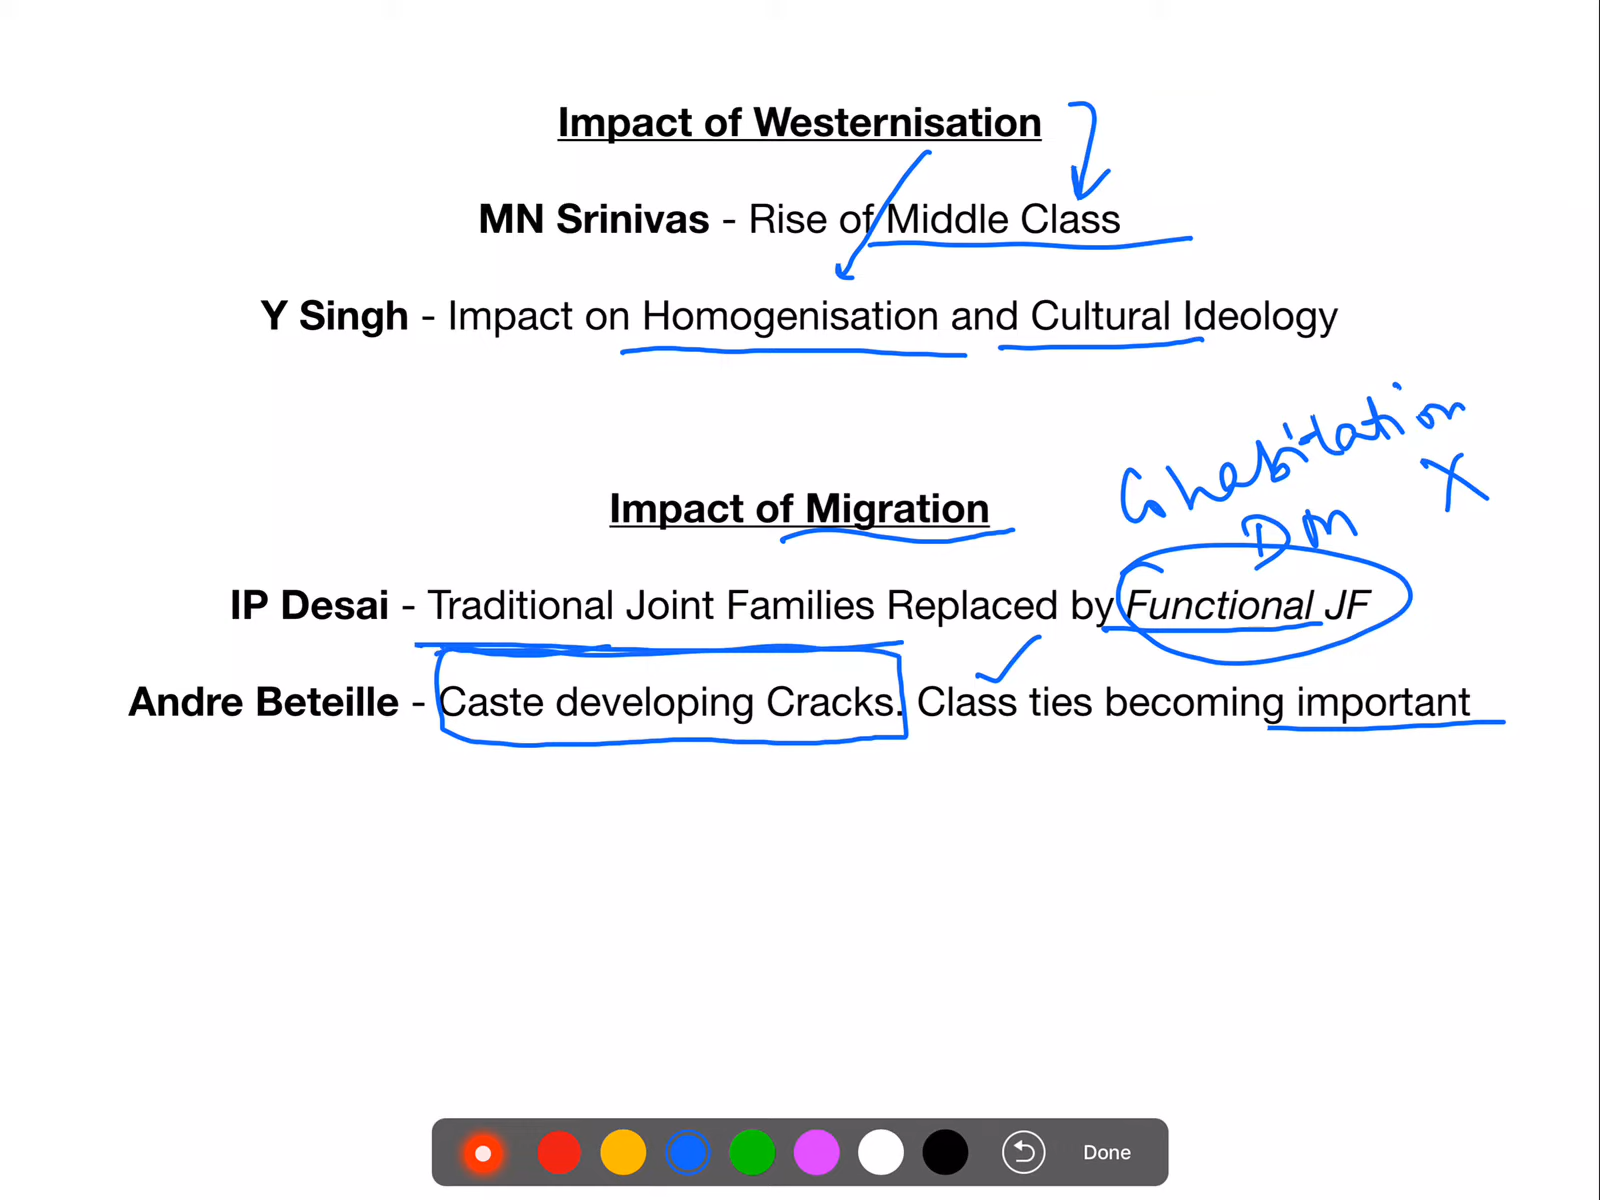 Impact of Westernisation
MN Srinivas - Rise of Middle Class
Y Singh - Impact on Homogenisation and Cultural Ideology
Cohabitation
X
Impact of Migration
DM
IP Desai - Traditional Joint Families Replaced by Functional JF
Andre Beteille - Caste developing Cracks. Class ties becoming important
Done